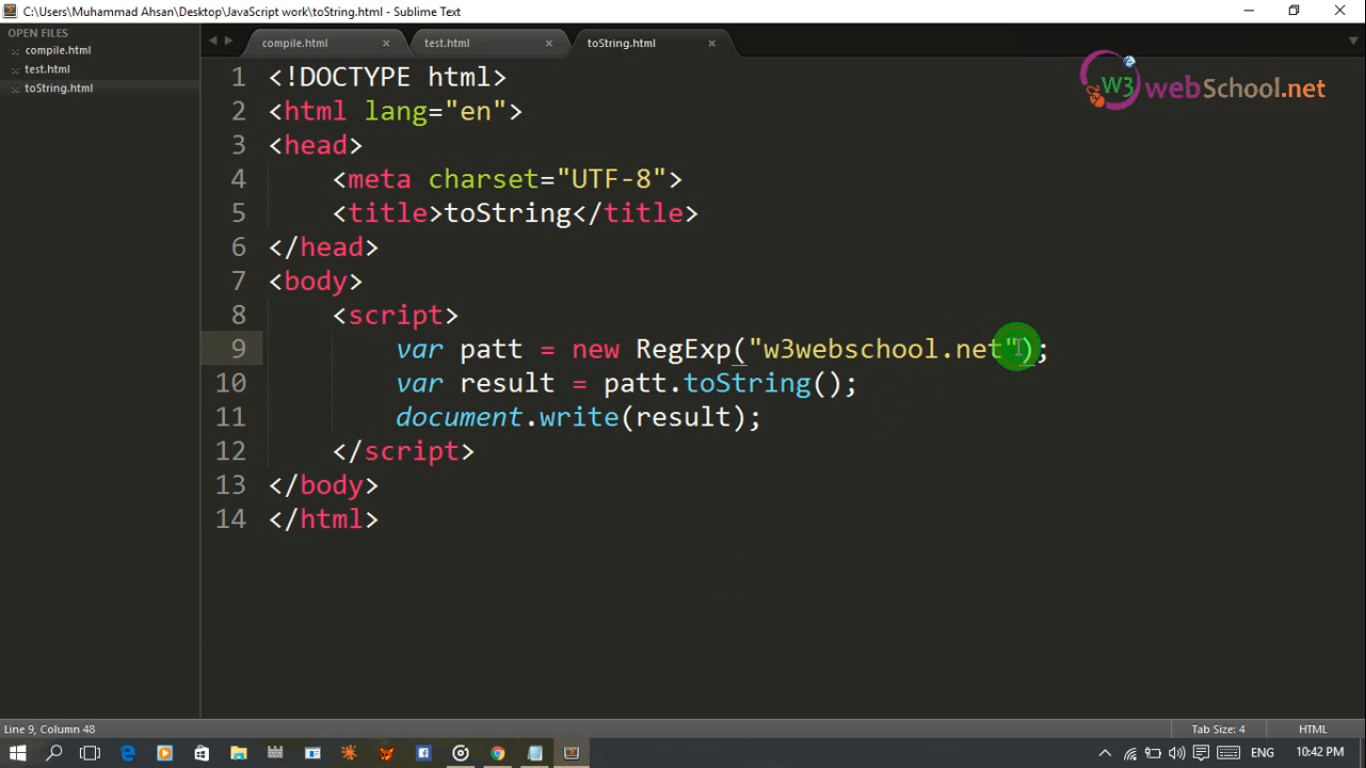 C:\Users\Muhammad Ahsan\Desktop\JavaScript work\toString.html - Sublime Text
OPEN FILES
compile.html
test.html
toString.html
compile.html
test.html
toString.html
W3 webSchool.net
1 <!DOCTYPE html>
2 <html lang="en">
3 <head>
4 <meta charset="UTF-8">
5 <title>toString</title>
6 </head>
7 <body>
8 <script>
9 var patt = new RegExp("w3webschool.net");
10 var result = patt.toString();
11 document.write(result);
12 </script>
13 </body>
14 </html>
Line 9, Column 48
Tab Size: 4
HTML
ENG
10:42 PM